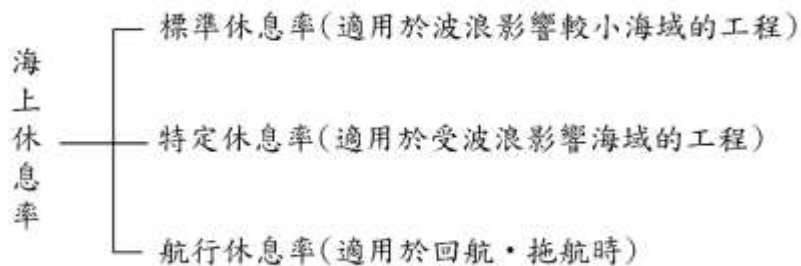 海上休息率
標準休息率(適用於波浪影響較小海域的工程)
特定休息率(適用於受波浪影響海域的工程)
航行休息率(適用於回航・拖航時)